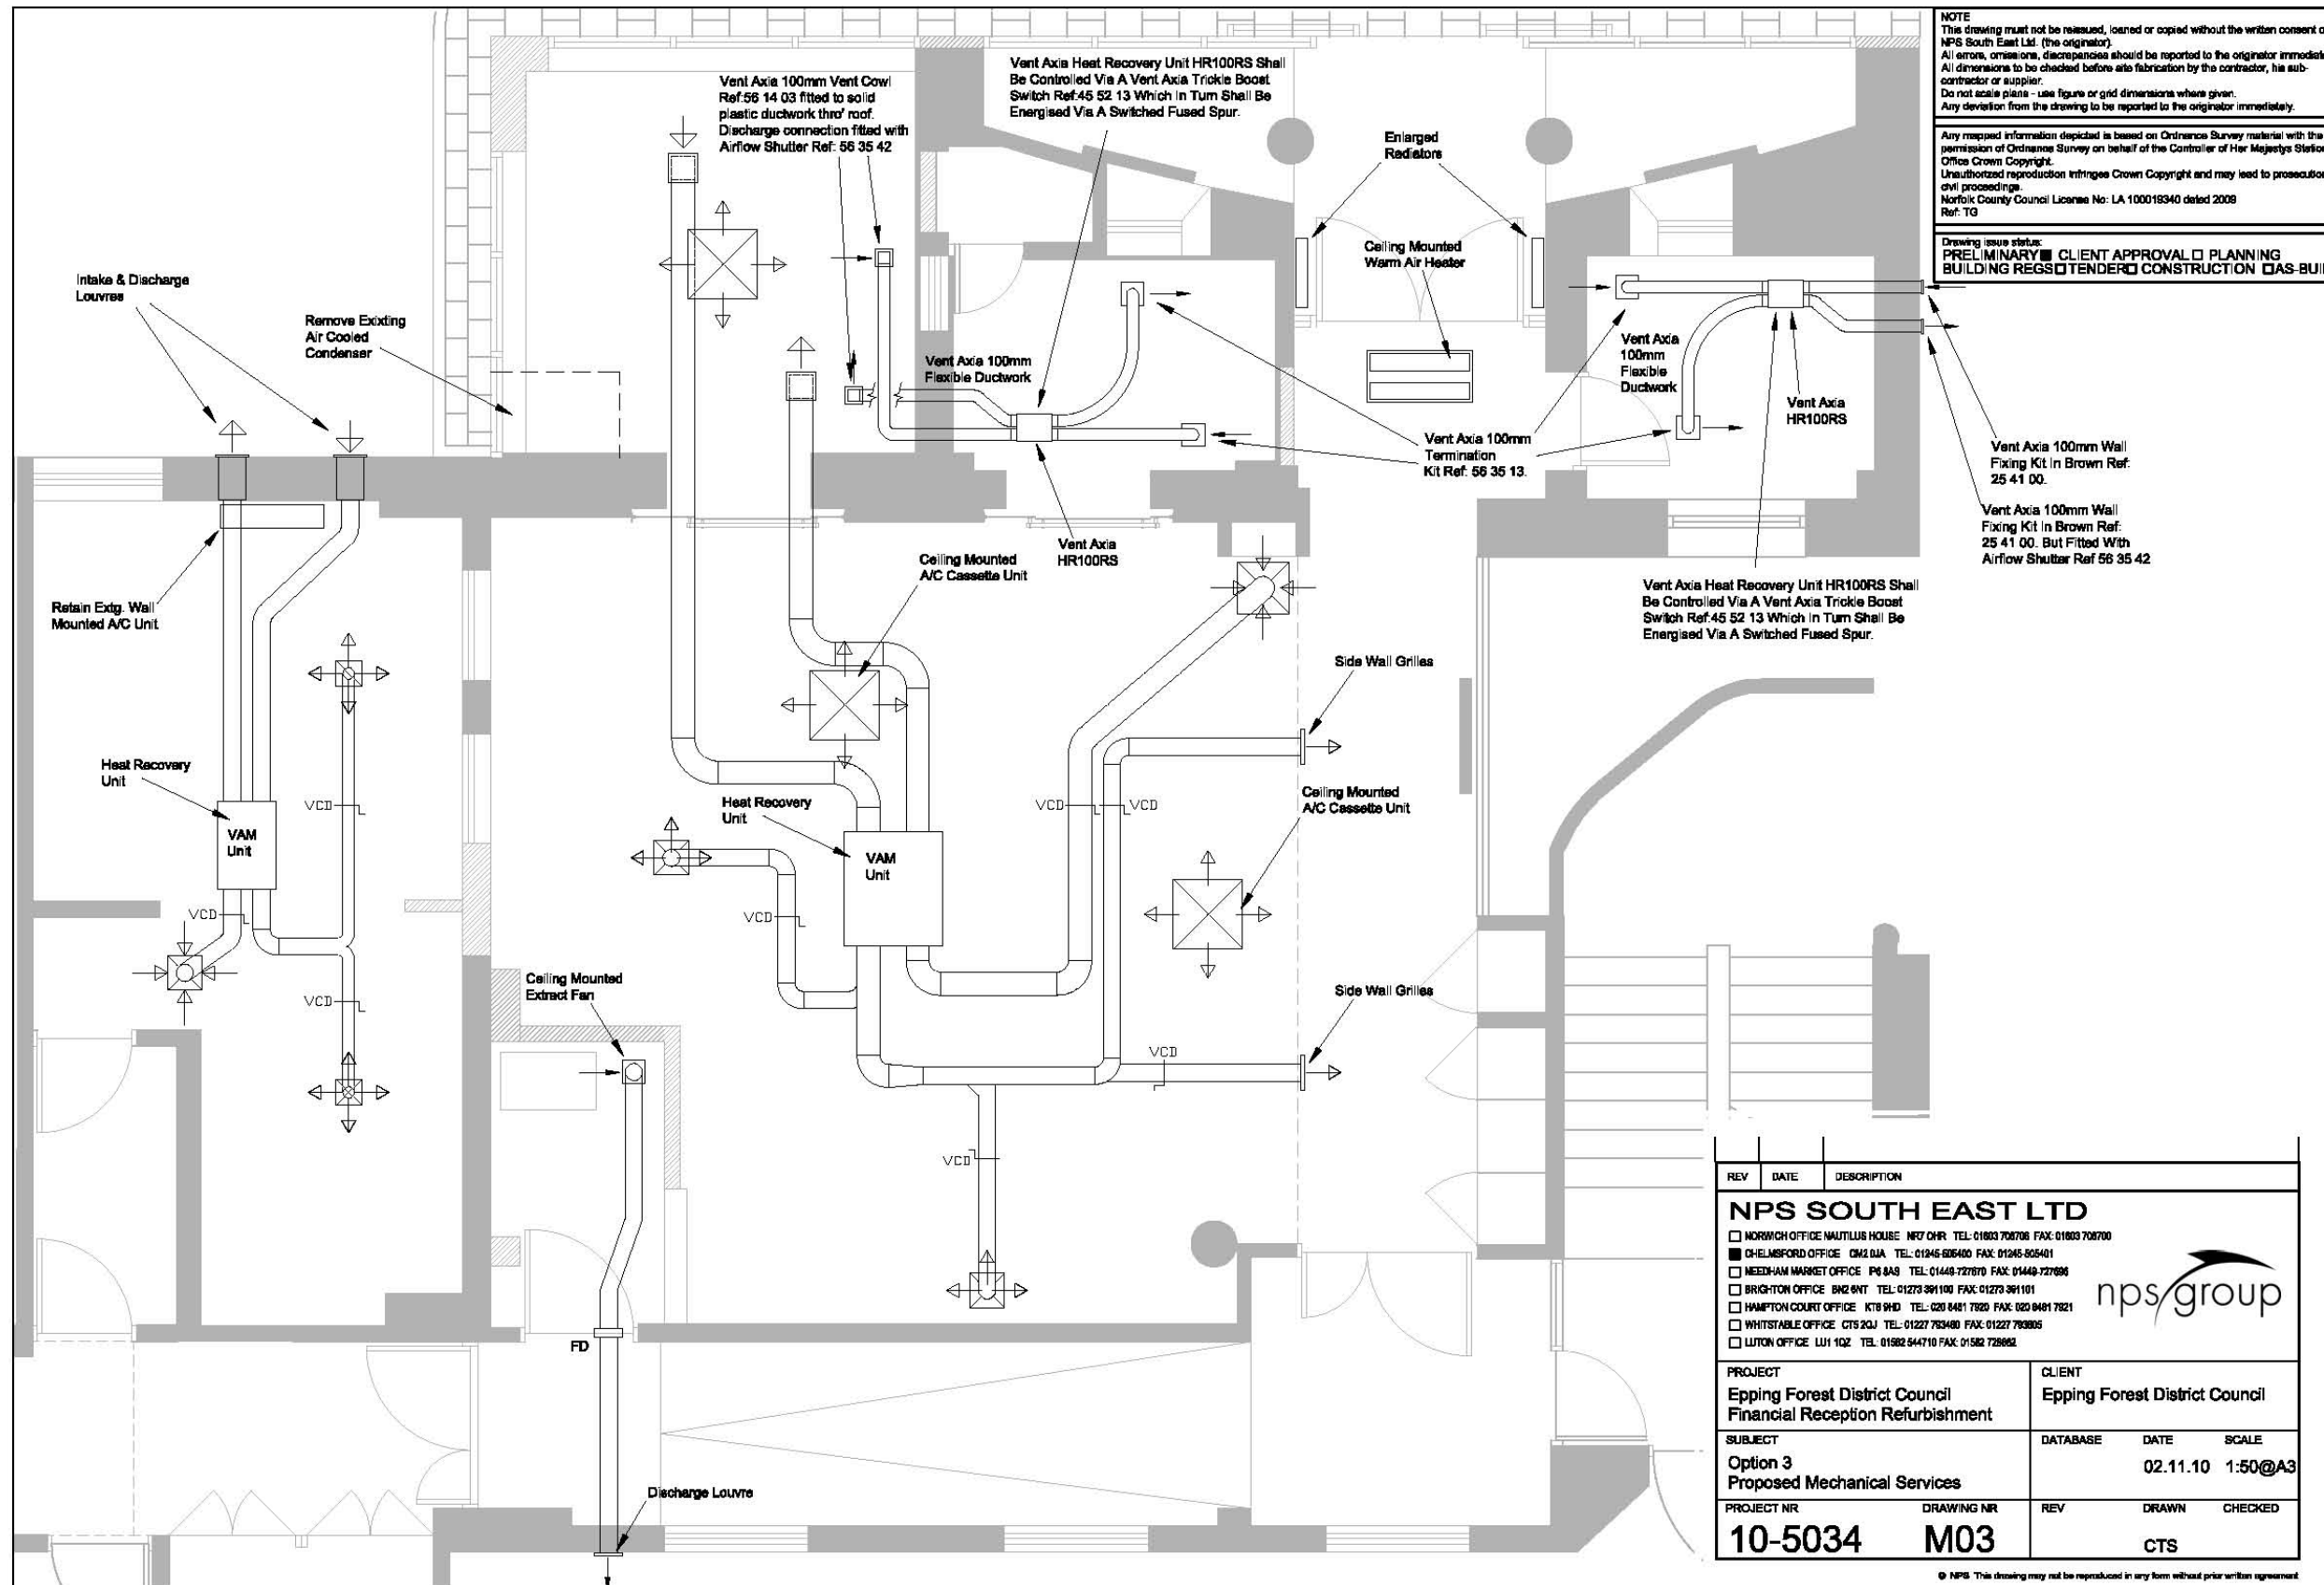 NOTE
This drawing must not be reissued, loaned or copied without the written consent
NPS South East Ltd. (the originator).
All errors, omissions, discrepancies should be reported to the originator
All dimensions to be checked before site fabrication by the contractor, his sub-
contractor or supplier.
Do not scale plans - use figure or grid dimensions where given.
Any deviation from the drawing to be reported to the originator immediately.
Any mapped information depicted is based on Ordnance Survey material with the
permission of Ordnance Survey on behalf of the Controller of Her Majestys
Office Crown Copyright.
Unauthorized reproduction infringes Crown Copyright and may lead to
civil proceedings.
Norfolk County Council License No: LA 100019340 dated 2009
Ref: TG
Drawing issue status:
PRELIMINARY CLIENT APPROVAL PLANNING
BUILDING REGS TENDER CONSTRUCTION
Vent Axia 100mm Vent Cowl
Ref:56 14 03 fitted to solid
plastic ductwork thro' roof.
Discharge connection fitted with
Airflow Shutter Ref: 56 35 42
Vent Axia Heat Recovery Unit HR100RS Shall
Be Controlled Via A Vent Axia Trickle Boost
Switch Ref:45 52 13 Which In Turn Shall Be
Energised Via A Switched Fused Spur.
Enlarged
Radiators
Ceiling Mounted
Warm Air Heater
Intake & Discharge
Louvres
Remove Exixting
Air Cooled
Condenser
Vent Axia 100mm
Flexible Ductwork
Vent Axia
100mm
Flexible
Ductwork
Vent Axia
HR100RS
Vent Axia 100mm
Termination
Kit Ref: 56 35 13.
Vent Axia 100mm Wall
Fixing Kit In Brown Ref:
25 41 00.
Vent Axia 100mm Wall
Fixing Kit In Brown Ref:
25 41 00. But Fitted With
Airflow Shutter Ref 56 35 42
Vent Axia
HR100RS
Ceiling Mounted
A/C Cassette Unit
Vent Axia Heat Recovery Unit HR100RS Shall
Be Controlled Via A Vent Axia Trickle Boost
Switch Ref:45 52 13 Which In Turn Shall Be
Energised Via A Switched Fused Spur.
Retain Extg. Wall
Mounted A/C Unit
Side Wall Grilles
Heat Recovery
Unit
VCD
VAM
Unit
VCD
VCD
Heat Recovery
Unit
VAM
Unit
VCD
VCD
VCD
Ceiling Mounted
A/C Cassette Unit
Ceiling Mounted
Extract Fan
Side Wall Grilles
VCD
VCD
FD
Discharge Louvre
REV DATE DESCRIPTION
NPS SOUTH EAST LTD
NORWICH OFFICE NAUTILUS HOUSE NR7 0HR TEL: 01603 706706 FAX: 01603 706700
CHELMSFORD OFFICE CM2 0JA TEL: 01245-505400 FAX: 01245-505401
NEEDHAM MARKET OFFICE P6 8AS TEL: 01449-727670 FAX: 01449-727696
BRIGHTON OFFICE BN2 6NT TEL: 01273 391100 FAX: 01273 391101
HAMPTON COURT OFFICE KT8 9HD TEL: 020 8481 7920 FAX: 020 8481 7921
WHITSTABLE OFFICE CT5 2QJ TEL: 01227 793460 FAX: 01227 793605
LUTON OFFICE LU1 1QZ TEL: 01582 544710 FAX: 01582 728662
nps group
PROJECT
Epping Forest District Council
Financial Reception Refurbishment
CLIENT
Epping Forest District Council
SUBJECT
Option 3
Proposed Mechanical Services
DATABASE DATE SCALE
02.11.10 1:50@A3
PROJECT NR DRAWING NR REV DRAWN CHECKED
10-5034 M03 CTS
© NPS This drawing may not be reproduced in any form without prior written agreement